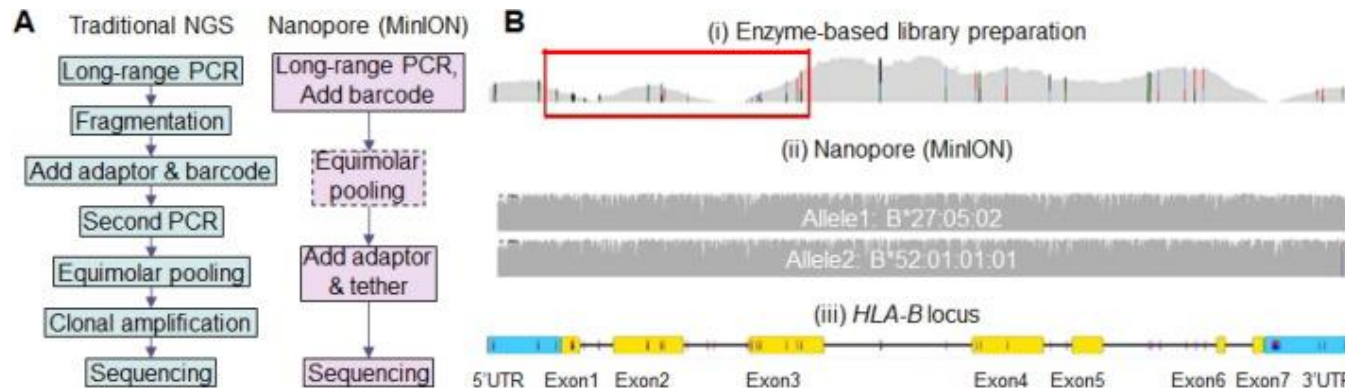 A
Traditional NGS
Long-range PCR
Fragmentation
Add adaptor & barcode
Second PCR
Equimolar pooling
Clonal amplification
Sequencing
Nanopore (MinION)
Long-range PCR,
Add barcode
Equimolar
pooling
Add adaptor
& tether
Sequencing
B
(i) Enzyme-based library preparation
(ii) Nanopore (MinION)
Allele1: B*27:05:02
Allele2: B*52:01:01:01
(iii) HLA-B locus
5'UTR Exon1 Exon2 Exon3 Exon4 Exon5 Exon6 Exon7 3'UTR